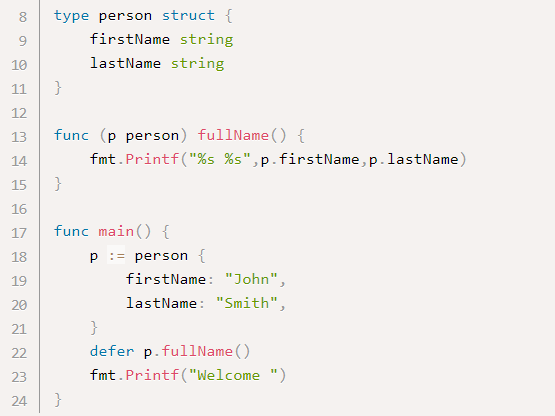 8 type person struct {
9     firstName string
10     lastName string
11 }
12
13 func (p person) fullName() {
14     fmt.Printf("%s %s",p.firstName,p.lastName)
15 }
16
17 func main() {
18     p := person {
19         firstName: "John",
20         lastName: "Smith",
21     }
22     defer p.fullName()
23     fmt.Printf("Welcome ")
24 }